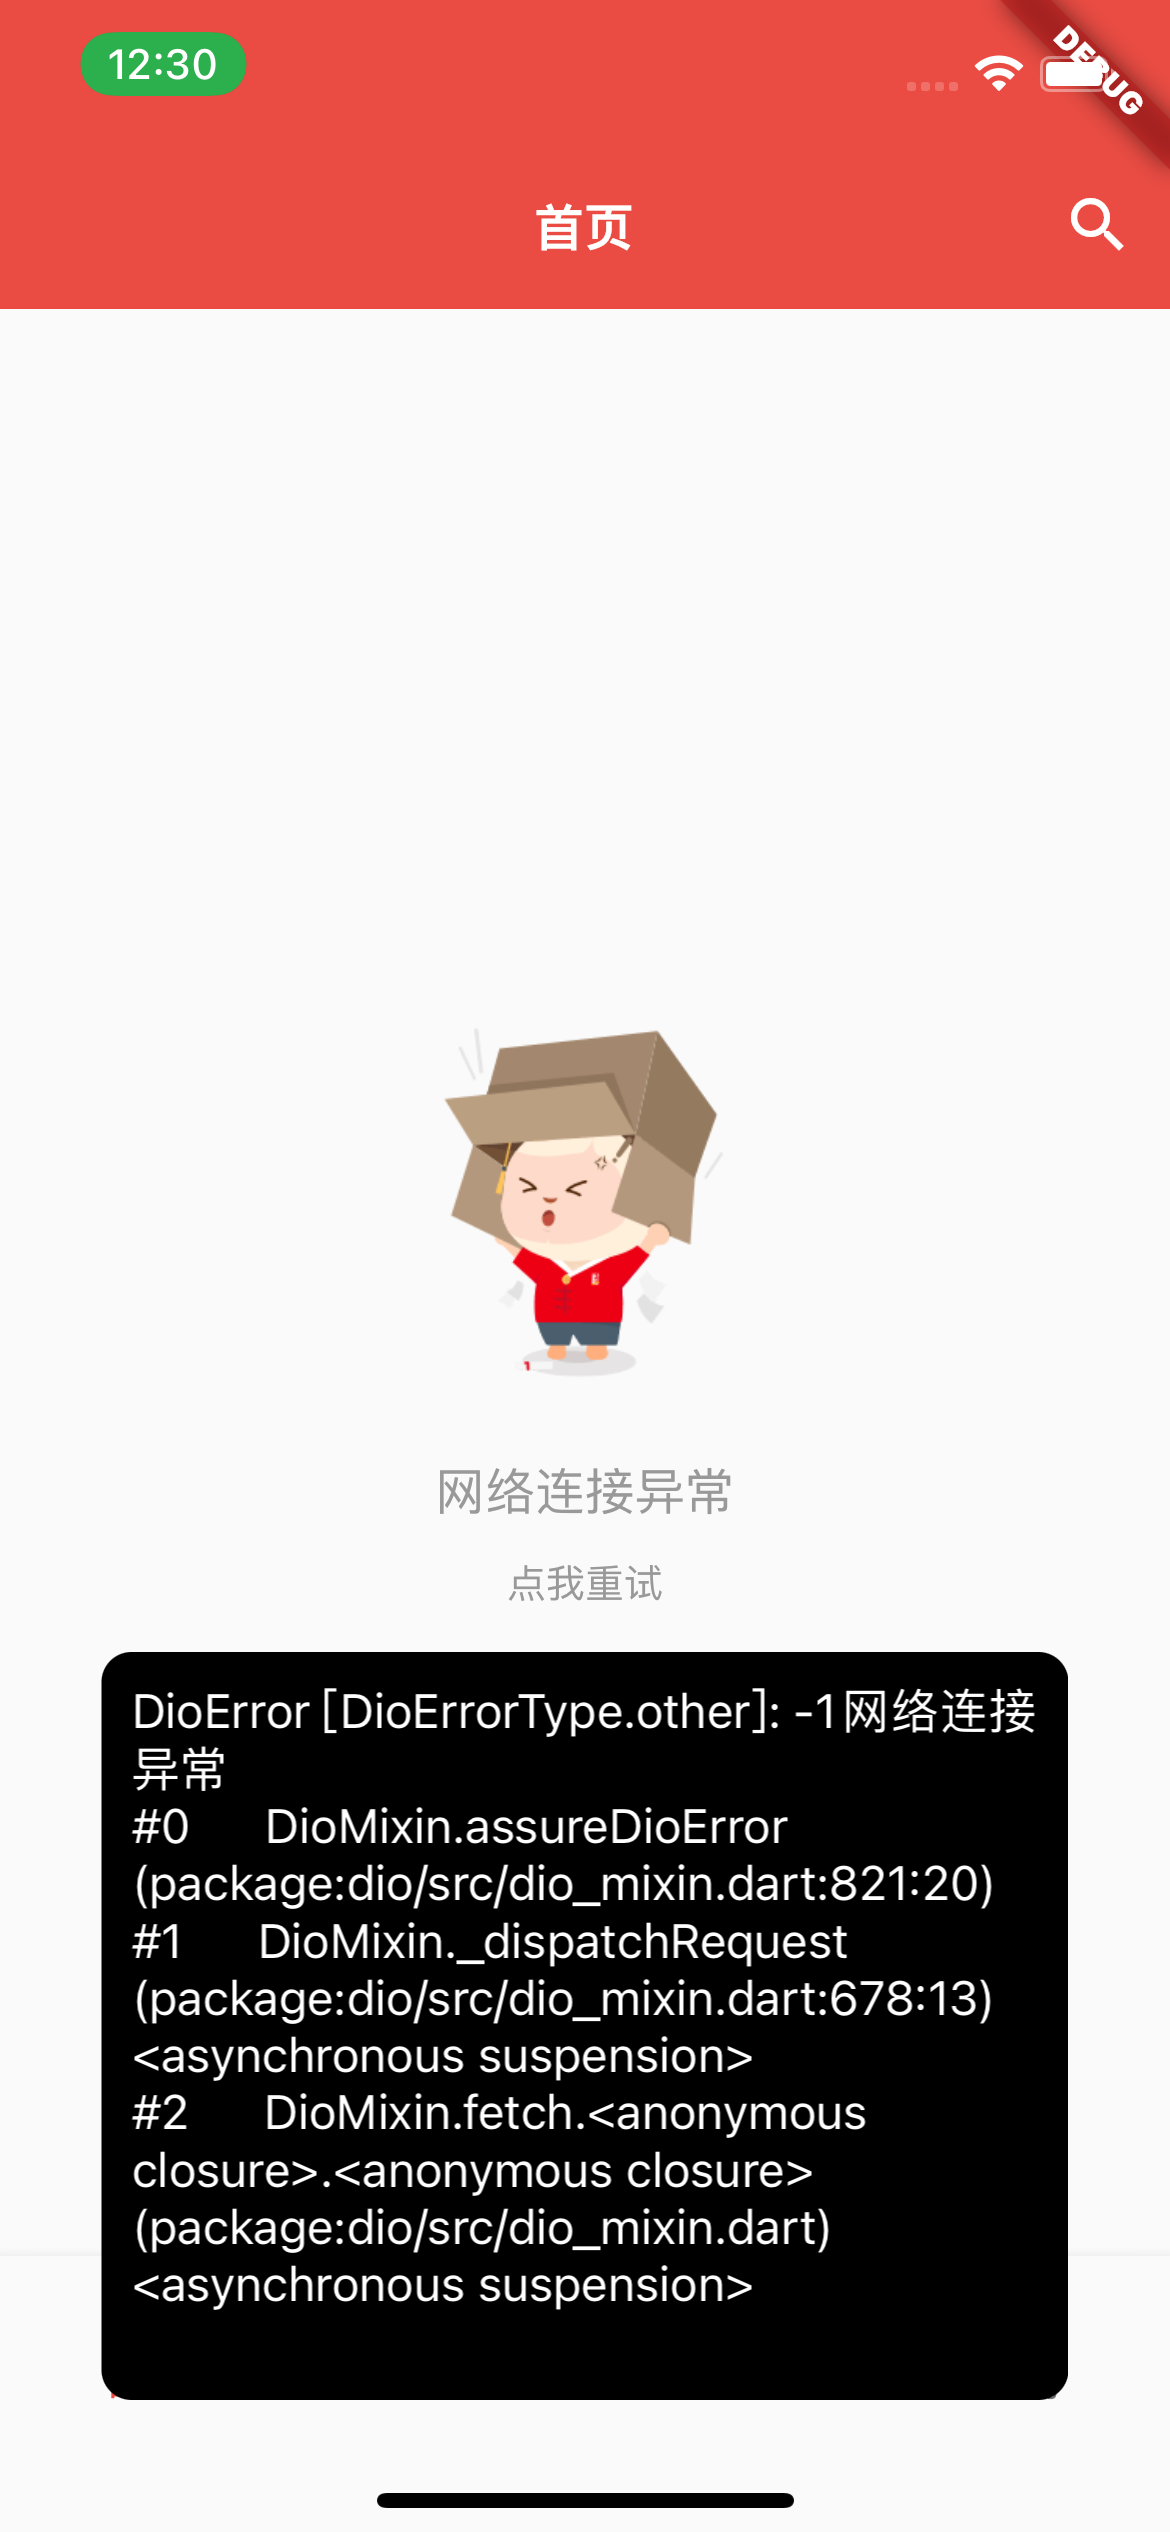 12:30
DEBUG
首页
网络连接异常
点我重试
DioError [DioErrorType.other]: -1网络连接
异常
#0 DioMixin.assureDioError
(package:dio/src/dio_mixin.dart:821:20)
#1 DioMixin._dispatchRequest
(package:dio/src/dio_mixin.dart:678:13)
<asynchronous suspension>
#2 DioMixin.fetch.<anonymous
closure>.<anonymous closure>
(package:dio/src/dio_mixin.dart)
<asynchronous suspension>